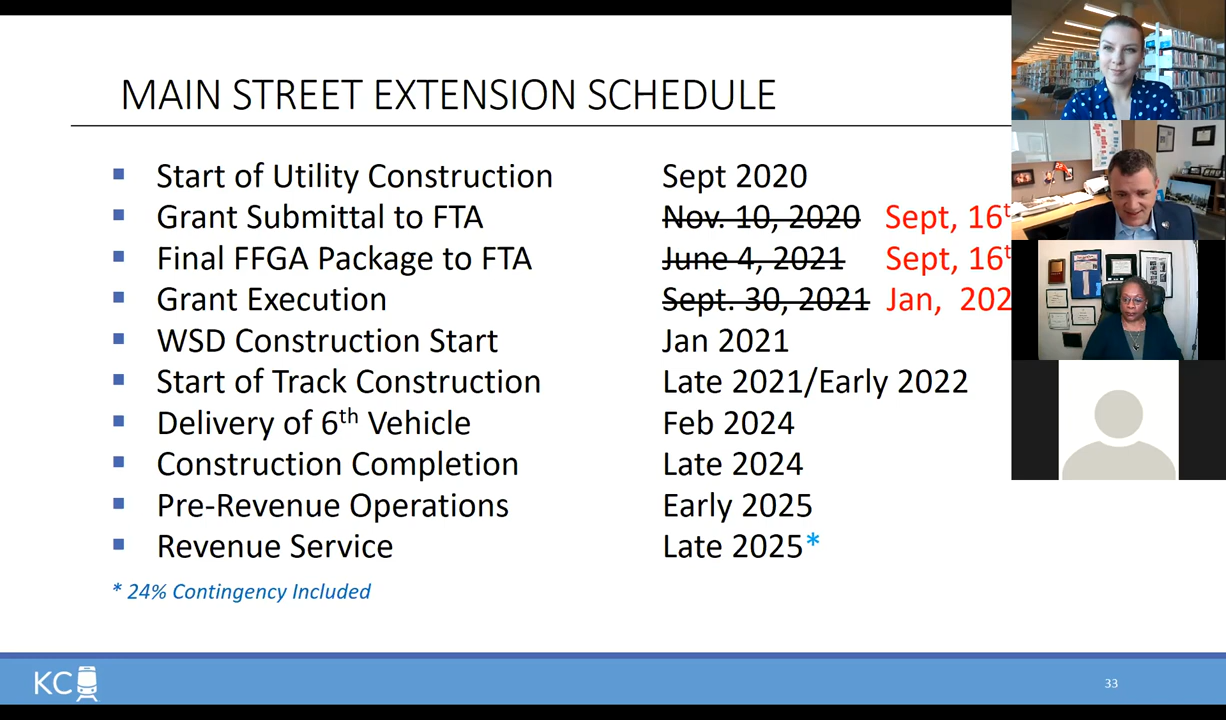 MAIN STREET EXTENSION SCHEDULE
Start of Utility Construction Sept 2020
Grant Submittal to FTA Nov. 10, 2020 Sept, 16
Final FFGA Package to FTA June 4, 2021 Sept, 16
Grant Execution Sept. 30, 2021 Jan,
WSD Construction Start Jan 2021
Start of Track Construction Late 2021/Early 2022
Delivery of 6th Vehicle Feb 2024
Construction Completion Late 2024
Pre-Revenue Operations Early 2025
Revenue Service Late 2025*
* 24% Contingency Included
KC
33